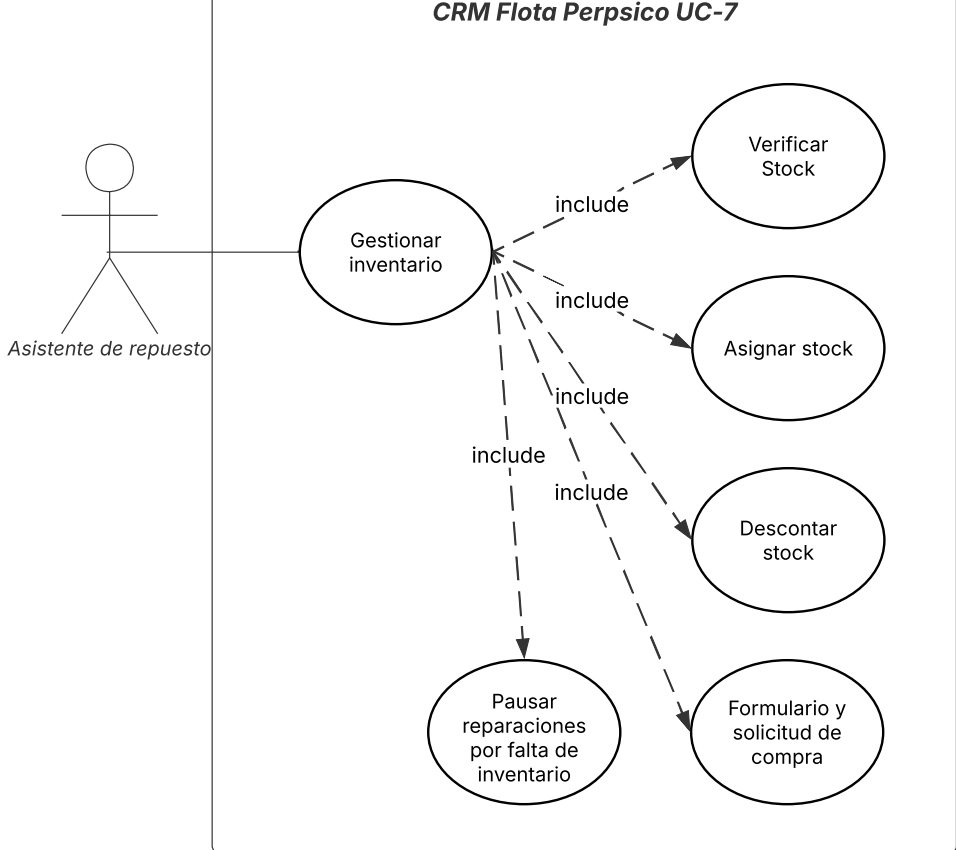 CRM Flota Perpsico UC-7
Verificar
Stock
include
Gestionar
inventario
include
Asignar stock
Asistente de repuesto
include
include
include
Descontar
stock
Pausar
reparaciones
por falta de
inventario
Formulario y
solicitud de
compra